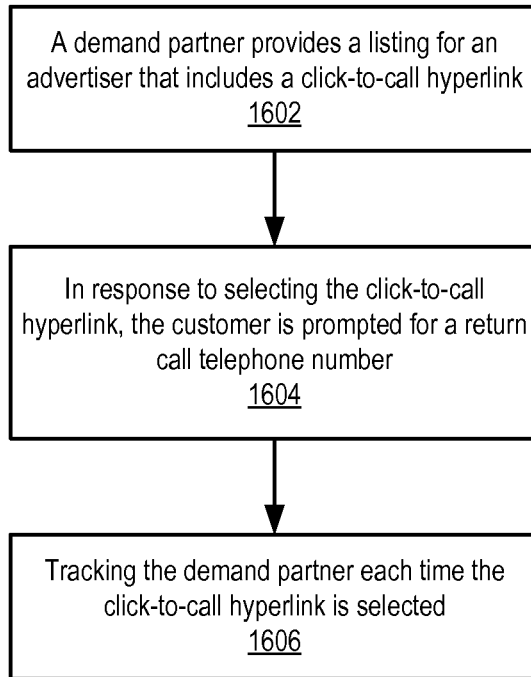 A demand partner provides a listing for an
advertiser that includes a click-to-call hyperlink
1602
In response to selecting the click-to-call
hyperlink, the customer is prompted for a return
call telephone number
1604
Tracking the demand partner each time the
click-to-call hyperlink is selected
1606